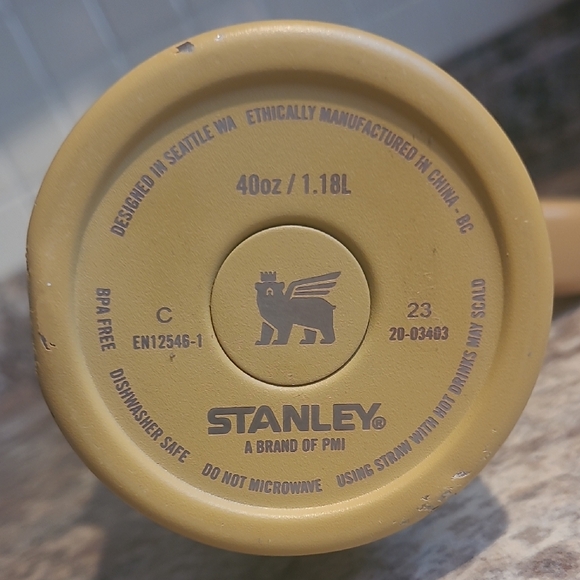 DESIGNED IN SEATTLE WA ETHICALLY MANUFACTURED IN CHINA - BC
40oz / 1.18L
C
EN12546-1
23
20-03403
STANLEY®
A BRAND OF PMI
BPA FREE DISHWASHER SAFE DO NOT MICROWAVE USING STRAW WITH HOT DRINKS MAY SCALD